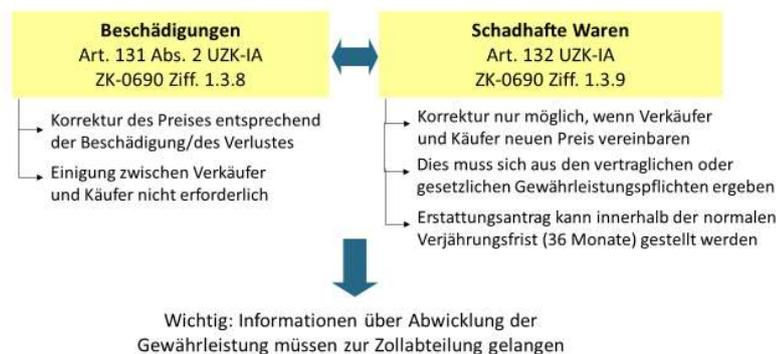 Beschädigungen
Art. 131 Abs. 2 UZK-IA
ZK-0690 Ziff. 1.3.8
Korrektur des Preises entsprechend
der Beschädigung/des Verlustes
Einigung zwischen Verkäufer
und Käufer nicht erforderlich
Schadhafte Waren
Art. 132 UZK-IA
ZK-0690 Ziff. 1.3.9
Korrektur nur möglich, wenn Verkäufer
und Käufer neuen Preis vereinbaren
Dies muss sich aus den vertraglichen oder
gesetzlichen Gewährleistungspflichten ergeben
Erstattungsantrag kann innerhalb der normalen
Verjährungsfrist (36 Monate) gestellt werden
Wichtig: Informationen über Abwicklung der
Gewährleistung müssen zur Zollabteilung gelangen